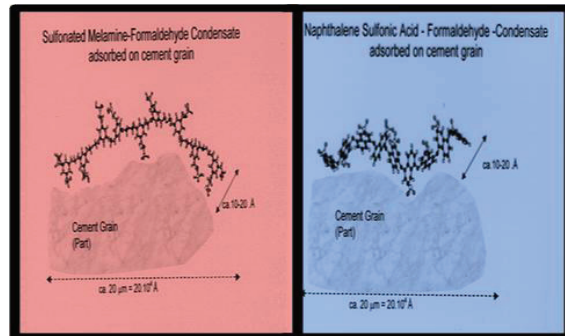 Sulfonated Melamine-Formaldehyde Condensate
adsorbed on cement grain
ca.10-20 .Å
Cement Grain
(Part)
ca. 20 µm = 20.10⁴ Å
Naphthalene Sulfonic Acid - Formaldehyde -Condensate
adsorbed on cement grain
ca.10-20 .Å
Cement Grain
(Part)
ca. 20 µm = 20.10⁴ Å